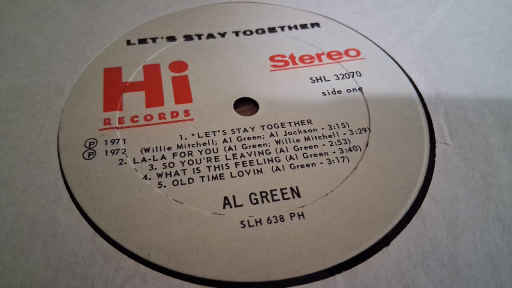 LET'S STAY TOGETHER
Hi
RECORDS
Stereo
SHL 32070
side one
℗ 1971
℗ 1972
1. *LET'S STAY TOGETHER
(Willie Mitchell; Al Green; Al Jackson - 3:15)
2. LA-LA FOR YOU (Al Green; Willie Mitchell - 3:29)
3. SO YOU'RE LEAVING (Al Green - 2:53)
4. WHAT IS THIS FEELING (Al Green - 3:40)
5. OLD TIME LOVIN (Al Green - 3:17)
AL GREEN
SLH 638 PH